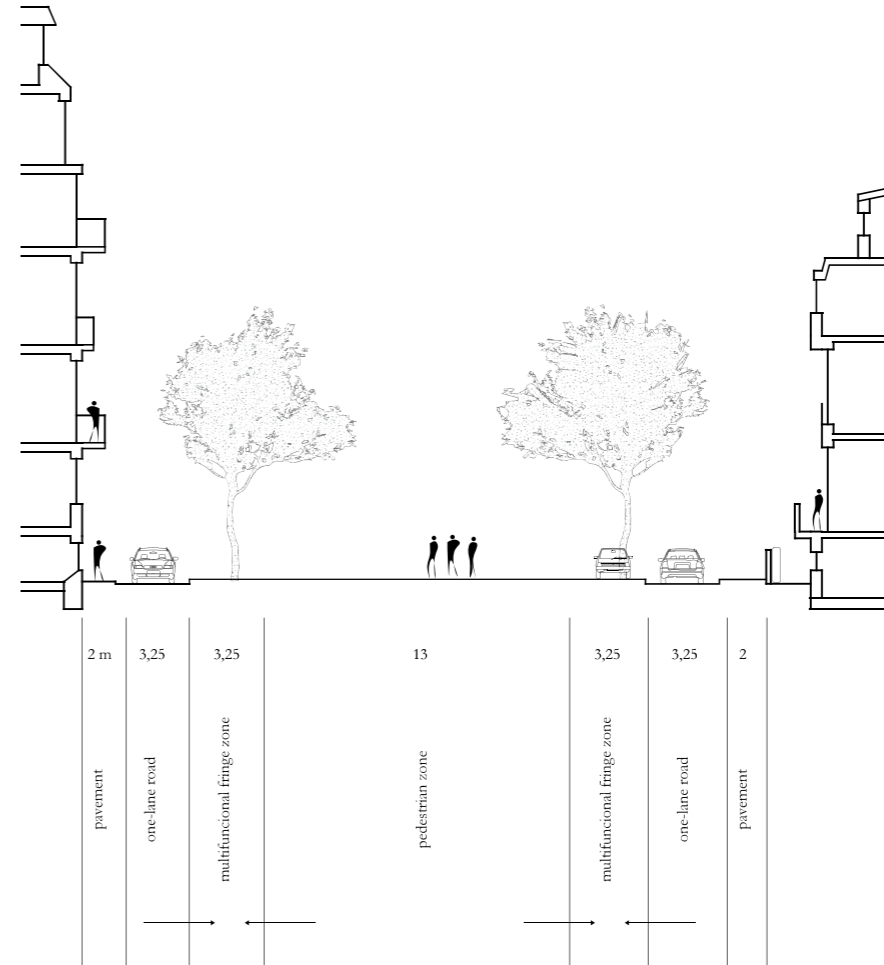 2 m 3,25 3,25 13 3,25 3,25 2
pavement
one-lane road
multifuncional fringe zone
pedestrian zone
multifuncional fringe zone
one-lane road
pavement